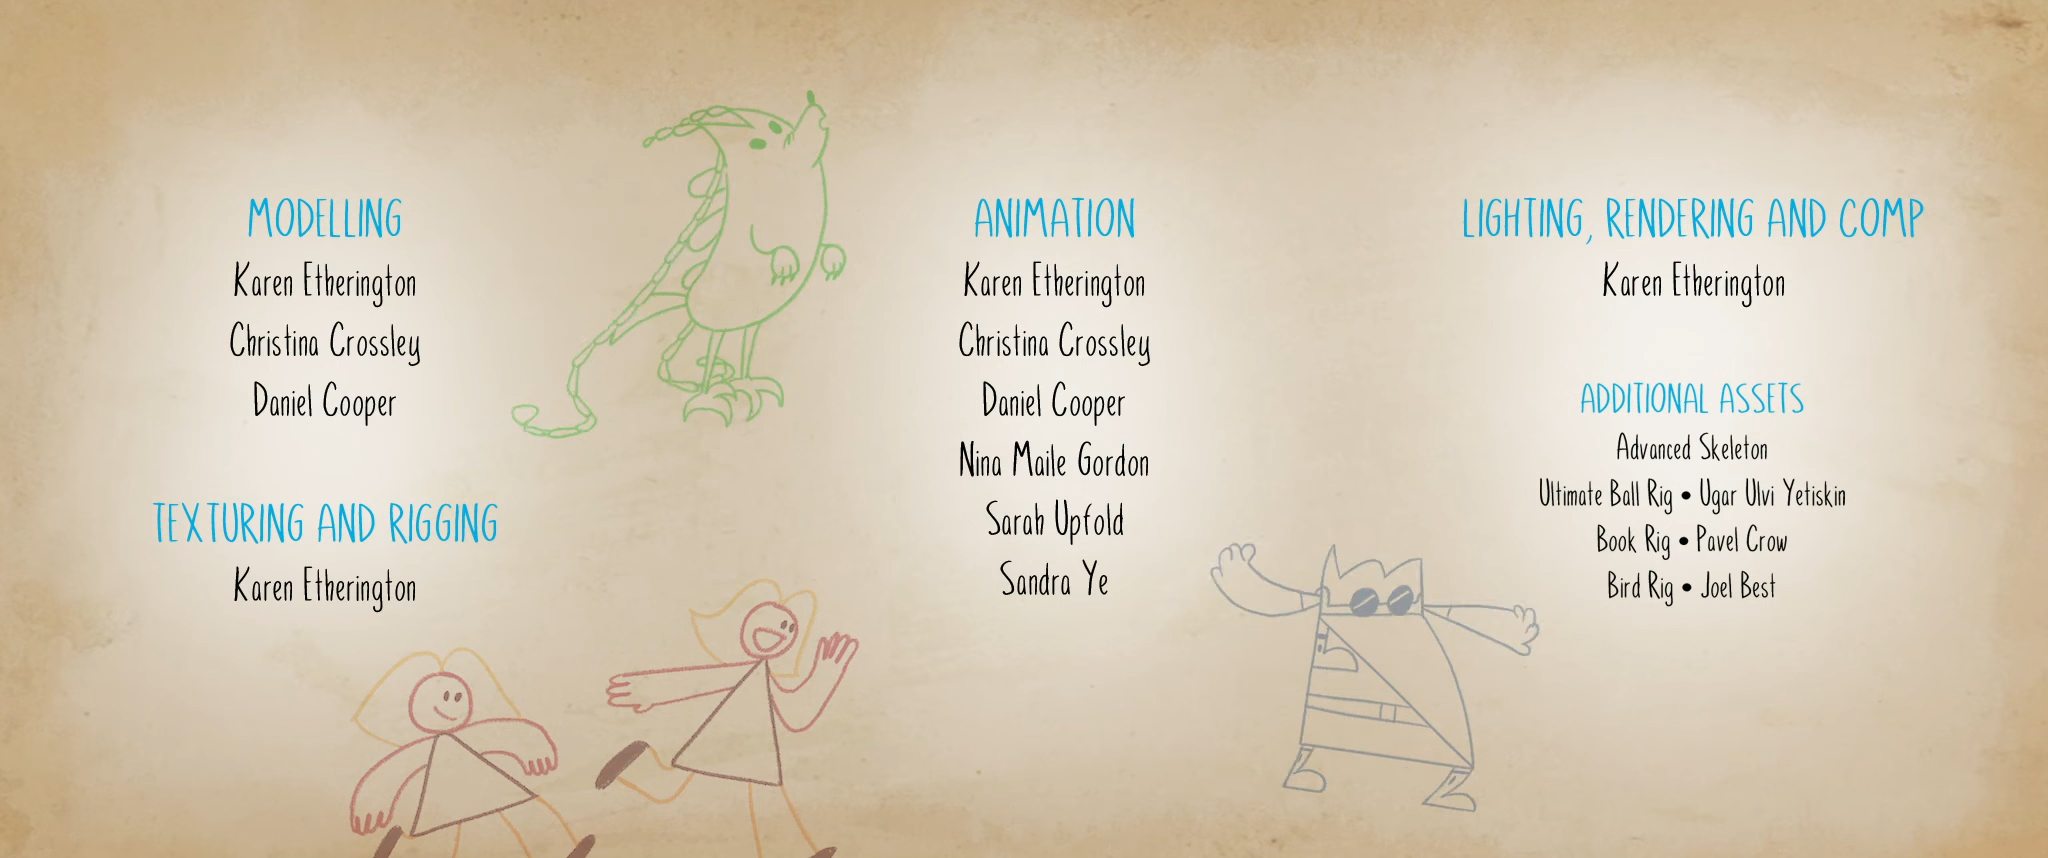 MODELLING
Karen Etherington
Christina Crossley
Daniel Cooper
TEXTURING AND RIGGING
Karen Etherington
ANIMATION
Karen Etherington
Christina Crossley
Daniel Cooper
Nina Maile Gordon
Sarah Upfold
Sandra Ye
LIGHTING, RENDERING AND COMP
Karen Etherington
ADDITIONAL ASSETS
Advanced Skeleton
Ultimate Ball Rig • Ugar Ulvi Yetiskin
Book Rig • Pavel Crow
Bird Rig • Joel Best